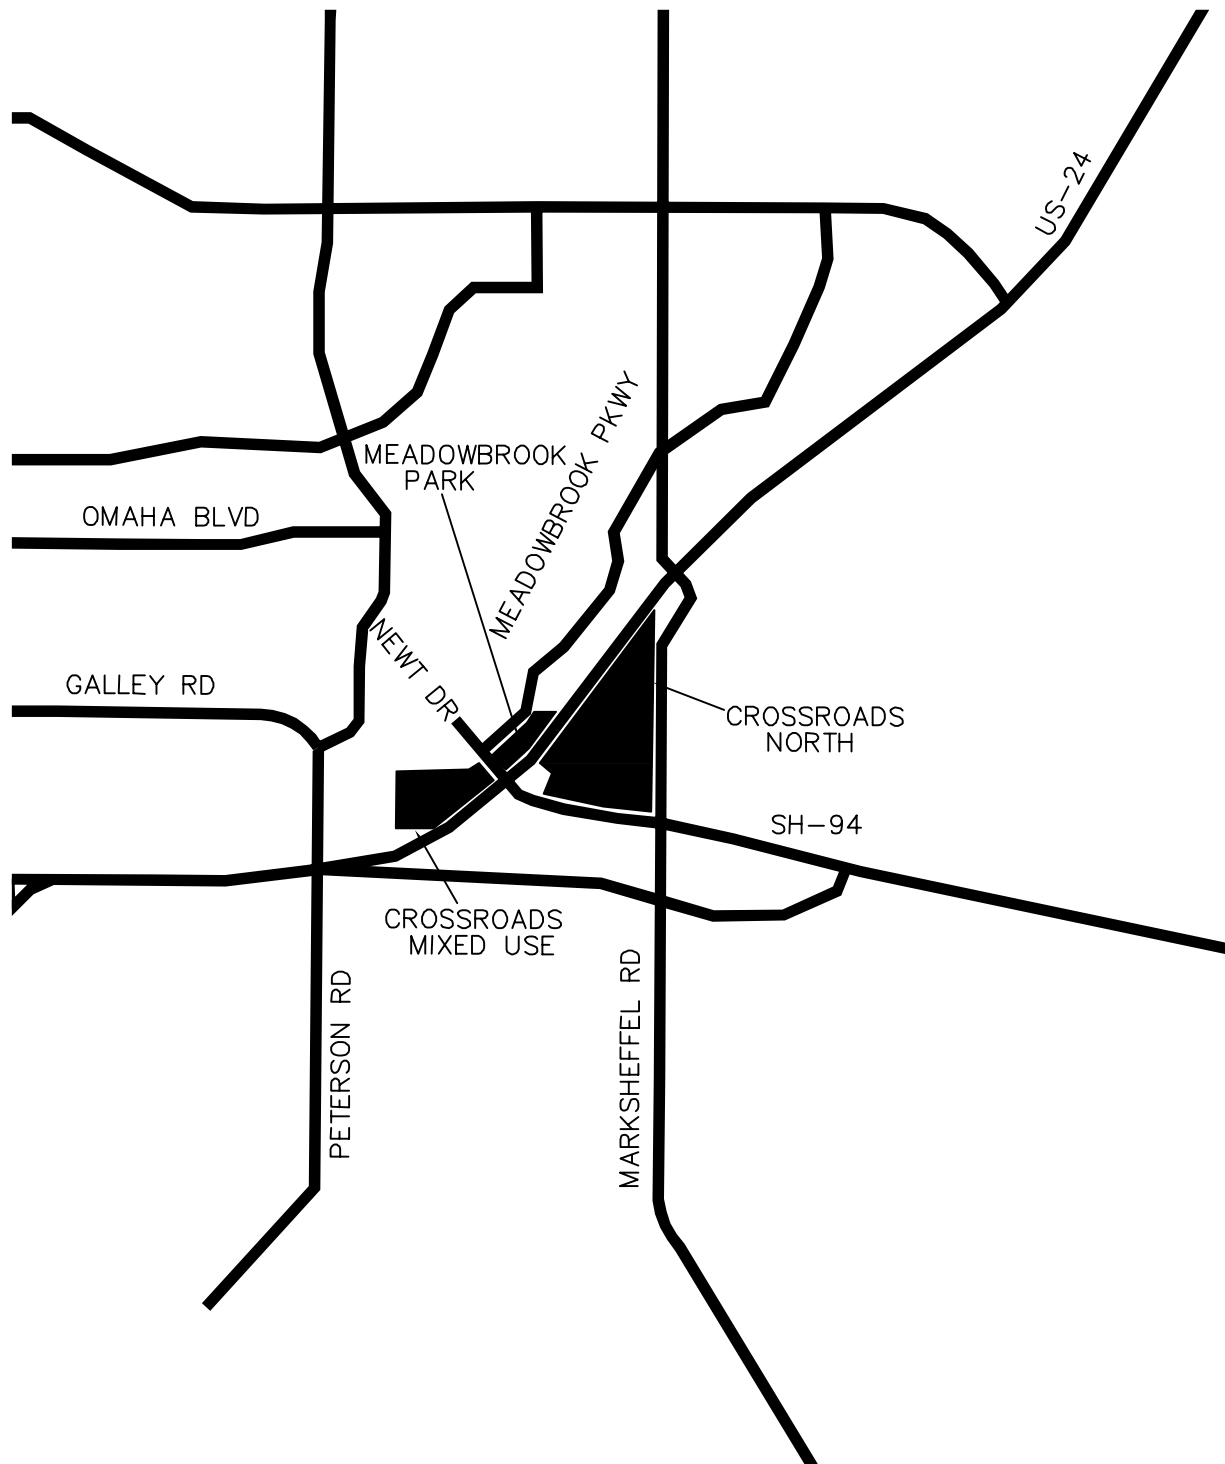 US-24
MEADOWBROOK PKWY
MEADOWBROOK
PARK
OMAHA BLVD
NEWT DR
GALLEY RD
CROSSROADS
NORTH
SH-94
CROSSROADS
MIXED USE
PETERSON RD
MARKSHEFFEL RD